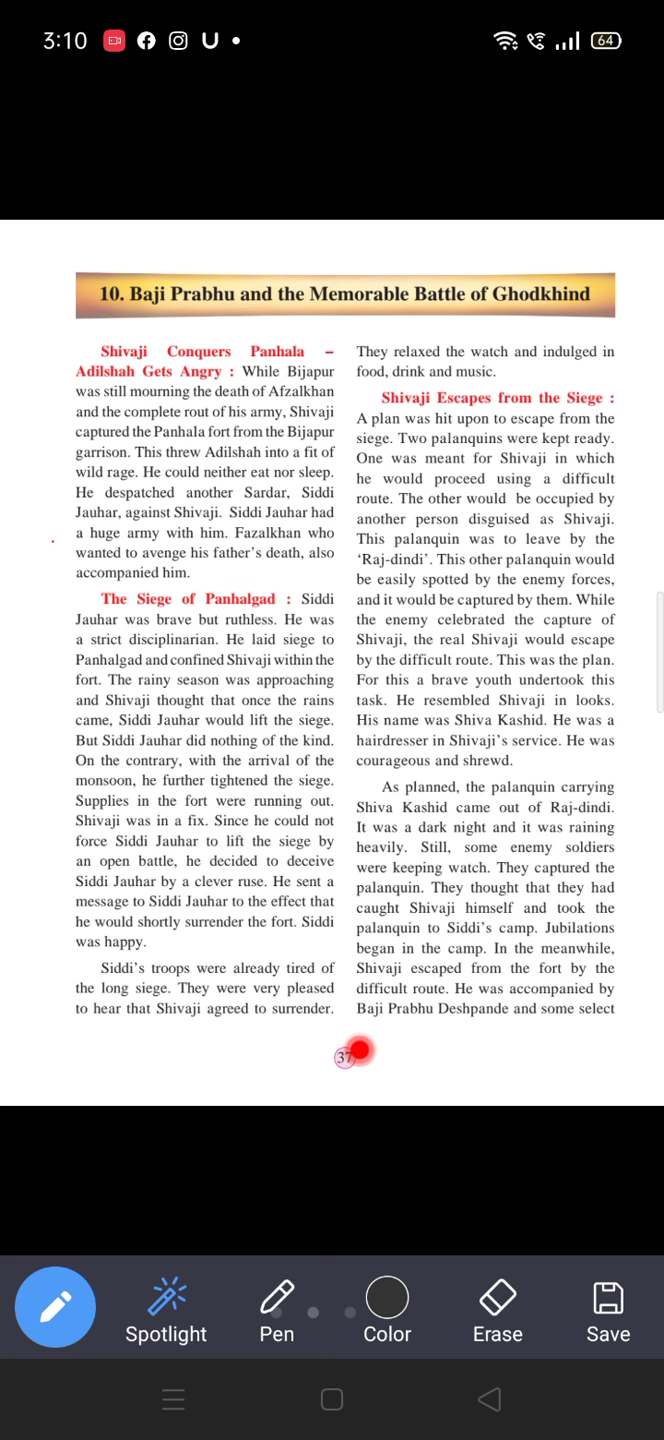 3:10
64
10. Baji Prabhu and the Memorable Battle of Ghodkhind
Shivaji Conquers Panhala –
Adilshah Gets Angry : While Bijapur
was still mourning the death of Afzalkhan
and the complete rout of his army, Shivaji
captured the Panhala fort from the Bijapur
garrison. This threw Adilshah into a fit of
wild rage. He could neither eat nor sleep.
He despatched another Sardar, Siddi
Jauhar, against Shivaji. Siddi Jauhar had
a huge army with him. Fazalkhan who
wanted to avenge his father's death, also
accompanied him.
The Siege of Panhalgad : Siddi
Jauhar was brave but ruthless. He was
a strict disciplinarian. He laid siege to
Panhalgad and confined Shivaji within the
fort. The rainy season was approaching
and Shivaji thought that once the rains
came, Siddi Jauhar would lift the siege.
But Siddi Jauhar did nothing of the kind.
On the contrary, with the arrival of the
monsoon, he further tightened the siege.
Supplies in the fort were running out.
Shivaji was in a fix. Since he could not
force Siddi Jauhar to lift the siege by
an open battle, he decided to deceive
Siddi Jauhar by a clever ruse. He sent a
message to Siddi Jauhar to the effect that
he would shortly surrender the fort. Siddi
was happy.
Siddi's troops were already tired of
the long siege. They were very pleased
to hear that Shivaji agreed to surrender.
They relaxed the watch and indulged in
food, drink and music.
Shivaji Escapes from the Siege :
A plan was hit upon to escape from the
siege. Two palanquins were kept ready.
One was meant for Shivaji in which
he would proceed using a difficult
route. The other would be occupied by
another person disguised as Shivaji.
This palanquin was to leave by the
‘Raj-dindi’. This other palanquin would
be easily spotted by the enemy forces,
and it would be captured by them. While
the enemy celebrated the capture of
Shivaji, the real Shivaji would escape
by the difficult route. This was the plan.
For this a brave youth undertook this
task. He resembled Shivaji in looks.
His name was Shiva Kashid. He was a
hairdresser in Shivaji's service. He was
courageous and shrewd.
As planned, the palanquin carrying
Shiva Kashid came out of Raj-dindi.
It was a dark night and it was raining
heavily. Still, some enemy soldiers
were keeping watch. They captured the
palanquin. They thought that they had
caught Shivaji himself and took the
palanquin to Siddi's camp. Jubilations
began in the camp. In the meanwhile,
Shivaji escaped from the fort by the
difficult route. He was accompanied by
Baji Prabhu Deshpande and some select
37
Spotlight
Pen
Color
Erase
Save